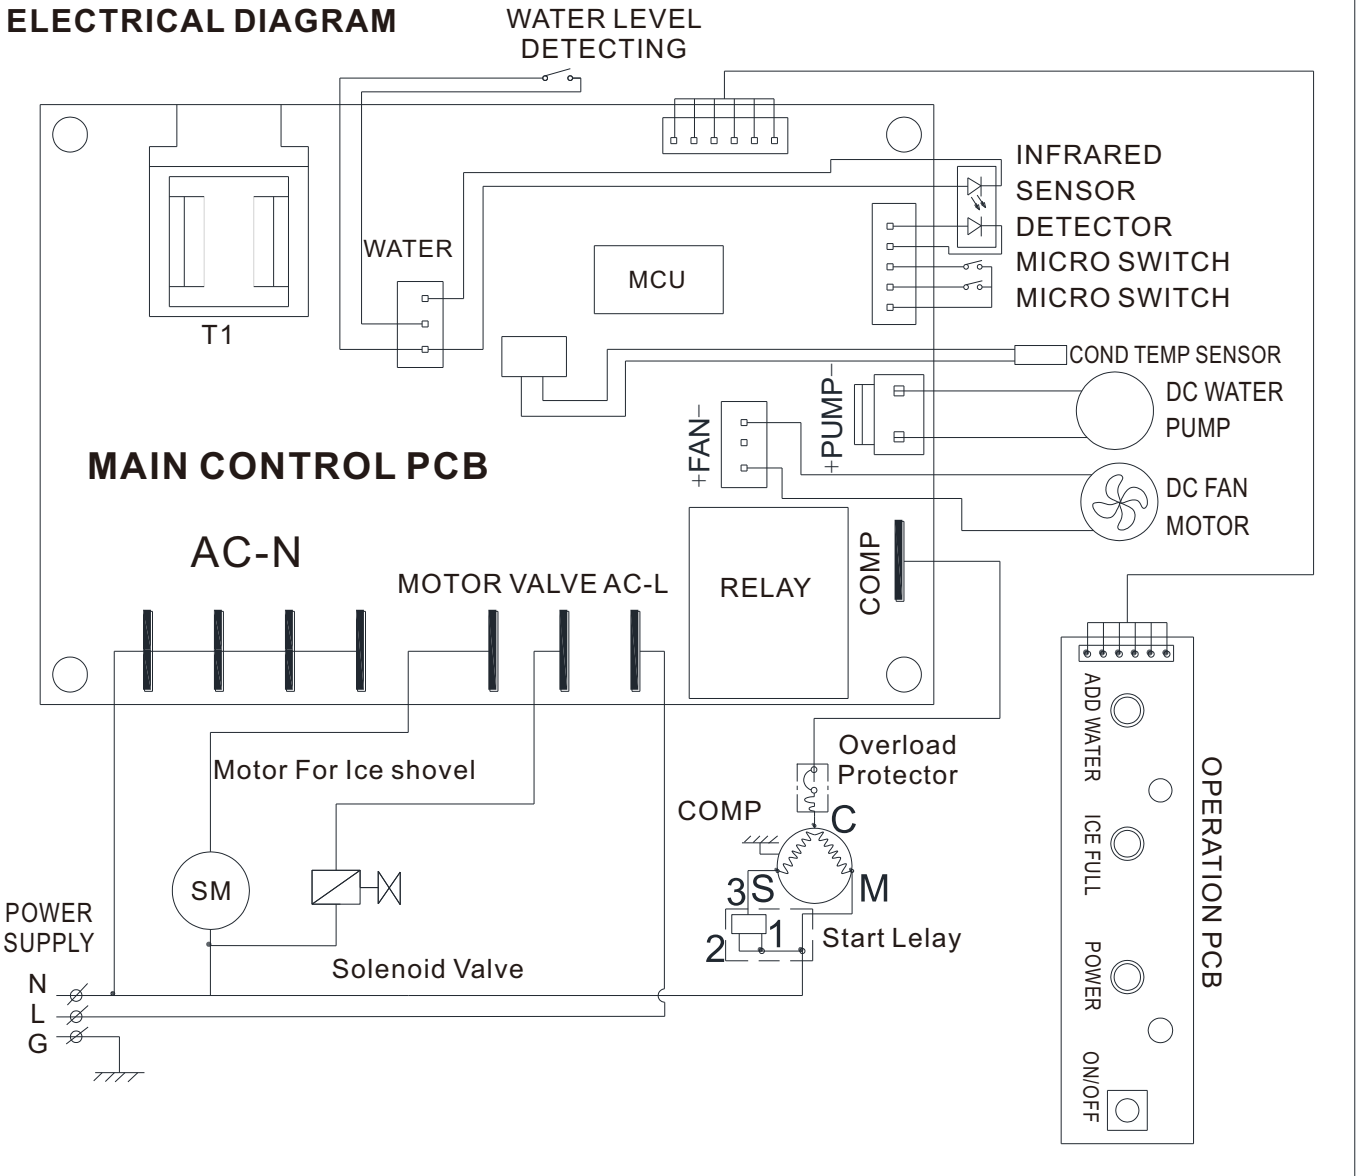 ELECTRICAL DIAGRAM
WATER LEVEL
DETECTING
INFRARED
SENSOR
DETECTOR
MICRO SWITCH
MICRO SWITCH
WATER
MCU
T1
COND TEMP SENSOR
DC WATER
PUMP
+PUMP−
+FAN−
DC FAN
MOTOR
MAIN CONTROL PCB
AC-N
MOTOR VALVE AC-L
RELAY
COMP
Motor For Ice shovel
Overload
Protector
COMP
C
SM
3 S M
2 1
Start Lelay
POWER
SUPPLY
Solenoid Valve
N
L
G
ADD WATER
ICE FULL
POWER
ON/OFF
OPERATION PCB